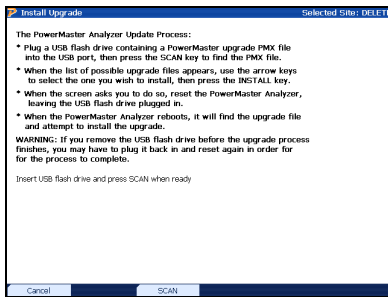 Install Upgrade Selected Site: DELET
The PowerMaster Analyzer Update Process:
* Plug a USB flash drive containing a PowerMaster upgrade PMX file
into the USB port, then press the SCAN key to find the PMX file.
* When the list of possible upgrade files appears, use the arrow keys
to select the one you wish to install, then press the INSTALL key.
* When the screen asks you to do so, reset the PowerMaster Analyzer,
leaving the USB flash drive plugged in.
* When the PowerMaster Analyzer reboots, it will find the upgrade file
and attempt to install the upgrade.
WARNING: If you remove the USB flash drive before the upgrade process
finishes, you may have to plug it back in and reset again in order for
for the process to complete.
Insert USB flash drive and press SCAN when ready
Cancel SCAN